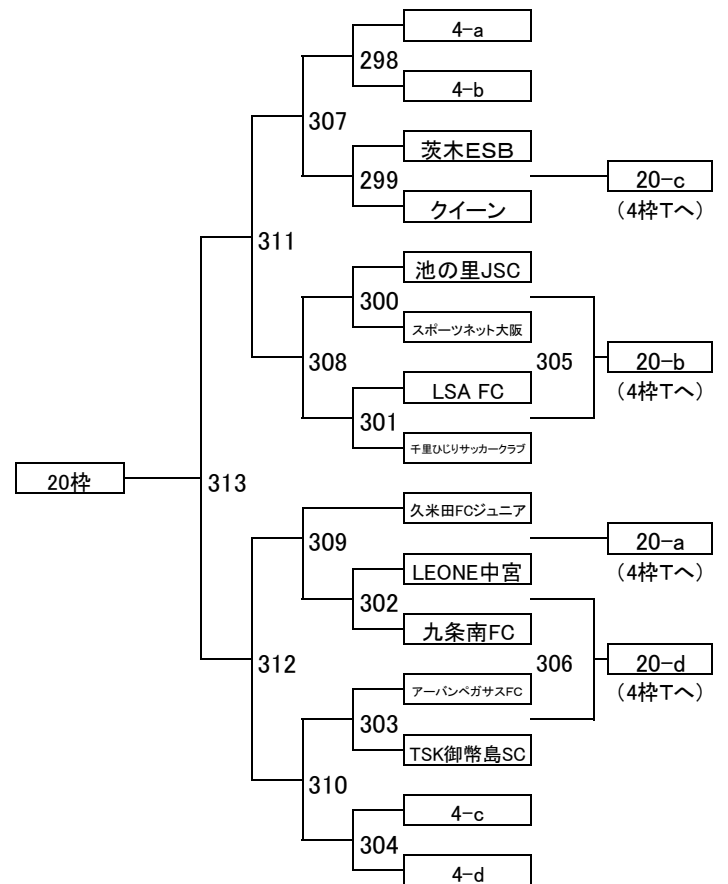 4-a
298
4-b
307
茨木ESB
299
20-c
クイーン
(4枠Tへ)
311
池の里JSC
300
スポーツネット大阪
308
305
20-b
LSA FC
(4枠Tへ)
301
千里ひじりサッカークラブ
20枠
313
久米田FCジュニア
309
20-a
LEONE中宮
(4枠Tへ)
302
九条南FC
312
306
20-d
アーバンペガサスFC
(4枠Tへ)
303
TSK御幣島SC
310
4-c
304
4-d